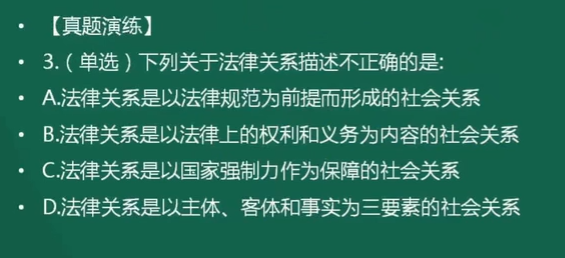 • 【真题演练】
• 3.（单选）下列关于法律关系描述不正确的是:
• A.法律关系是以法律规范为前提而形成的社会关系
• B.法律关系是以法律上的权利和义务为内容的社会关系
• C.法律关系是以国家强制力作为保障的社会关系
• D.法律关系是以主体、客体和事实为三要素的社会关系